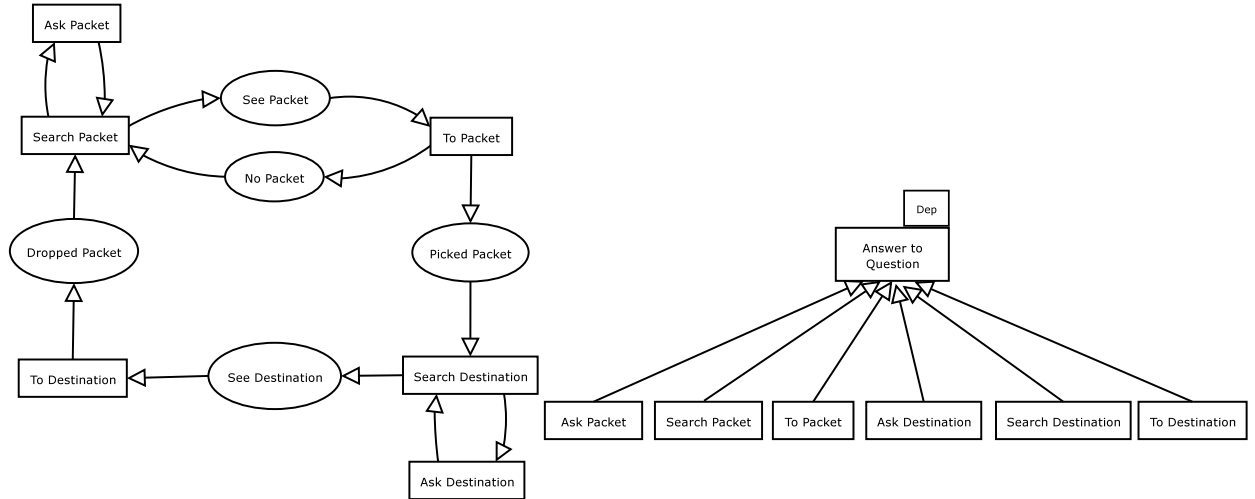 Ask Packet
Search Packet
See Packet
To Packet
No Packet
Dropped Packet
Picked Packet
To Destination
See Destination
Search Destination
Ask Destination
Dep
Answer to
Question
Ask Packet
Search Packet
To Packet
Ask Destination
Search Destination
To Destination